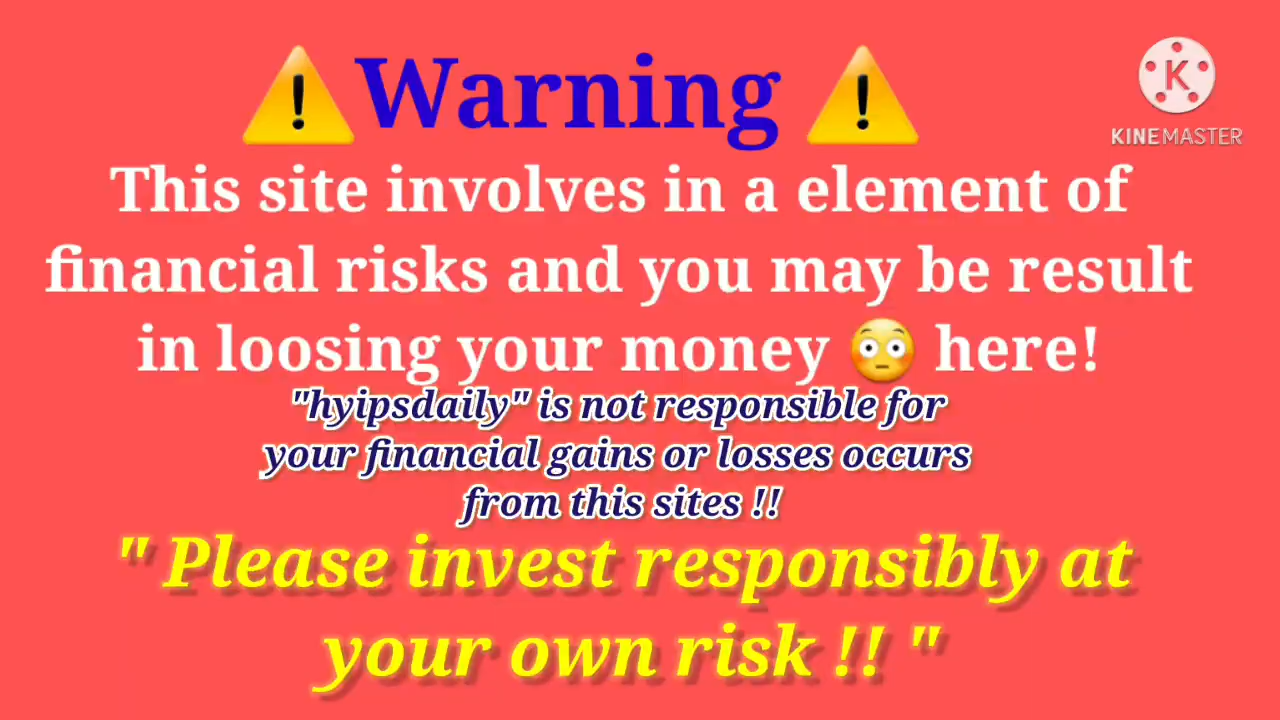 ⚠️Warning ⚠️
KINEMASTER
This site involves in a element of
financial risks and you may be result
in loosing your money 😳 here!
"hyipsdaily" is not responsible for
your financial gains or losses occurs
from this sites !!
" Please invest responsibly at
your own risk !! "